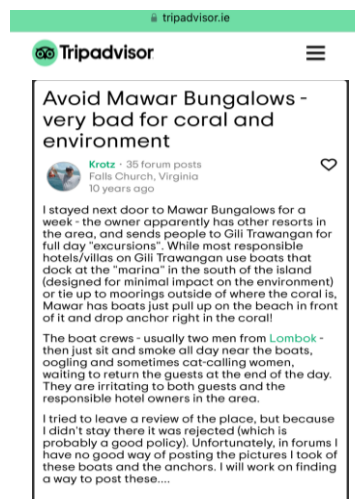 tripadvisor.ie
Tripadvisor
Avoid Mawar Bungalows -
very bad for coral and
environment
Krotz · 35 forum posts
Falls Church, Virginia
10 years ago
I stayed next door to Mawar Bungalows for a
week - the owner apparently has other resorts in
the area, and sends people to Gili Trawangan for
full day "excursions". While most responsible
hotels/villas on Gili Trawangan use boats that
dock at the "marina" in the south of the island
(designed for minimal impact on the environment)
or tie up to moorings outside of where the coral is,
Mawar has boats just pull up on the beach in front
of it and drop anchor right in the coral!
The boat crews - usually two men from Lombok -
then just sit and smoke all day near the boats,
oogling and sometimes cat-calling women,
waiting to return the guests at the end of the day.
They are irritating to both guests and the
responsible hotel owners in the area.
I tried to leave a review of the place, but because
I didn't stay there it was rejected (which is
probably a good policy). Unfortunately, in forums I
have no good way of posting the pictures I took of
these boats and the anchors. I will work on finding
a way to post these....